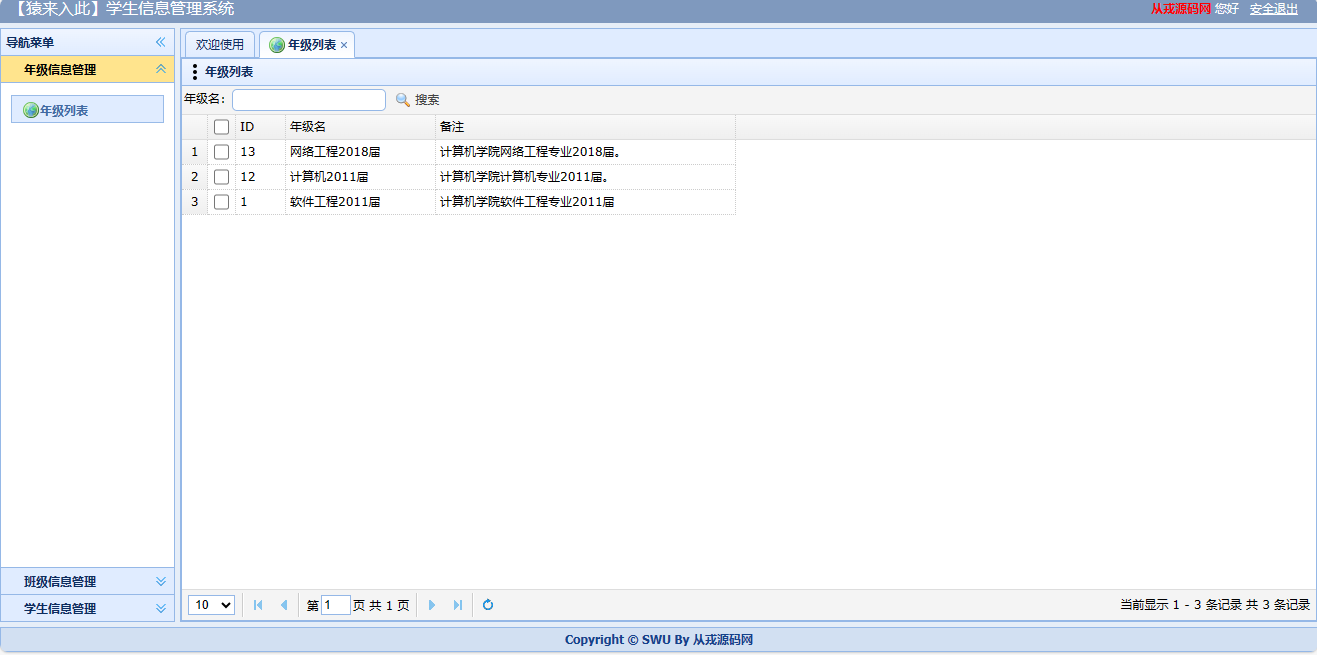 【猿来入此】学生信息管理系统
从戎源码网 您好 安全退出
导航菜单
年级信息管理
年级列表
班级信息管理
学生信息管理
欢迎使用 年级列表
年级列表
年级名： 搜索
ID 年级名 备注
1 13 网络工程2018届 计算机学院网络工程专业2018届。
2 12 计算机2011届 计算机学院计算机专业2011届。
3 1 软件工程2011届 计算机学院软件工程专业2011届
10 第 1 页 共 1 页 当前显示 1 - 3 条记录 共 3 条记录
Copyright © SWU By 从戎源码网